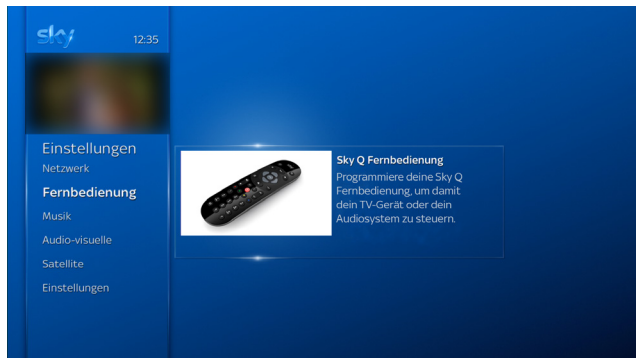 sky
12:35
Einstellungen
Netzwerk
Fernbedienung
Musik
Audio-visuelle
Satellite
Einstellungen
Sky Q Fernbedienung
Programmiere deine Sky Q
Fernbedienung, um damit
dein TV-Gerät oder dein
Audiosystem zu steuern.